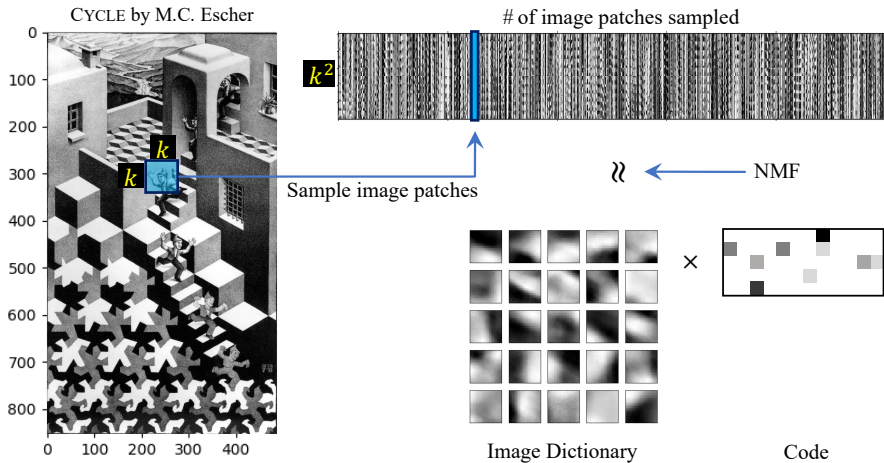 CYCLE by M.C. Escher
# of image patches sampled
0
100
200
300
400
500
600
700
800
0 100 200 300 400
k
k
k²
Sample image patches
≈
NMF
×
Image Dictionary
Code